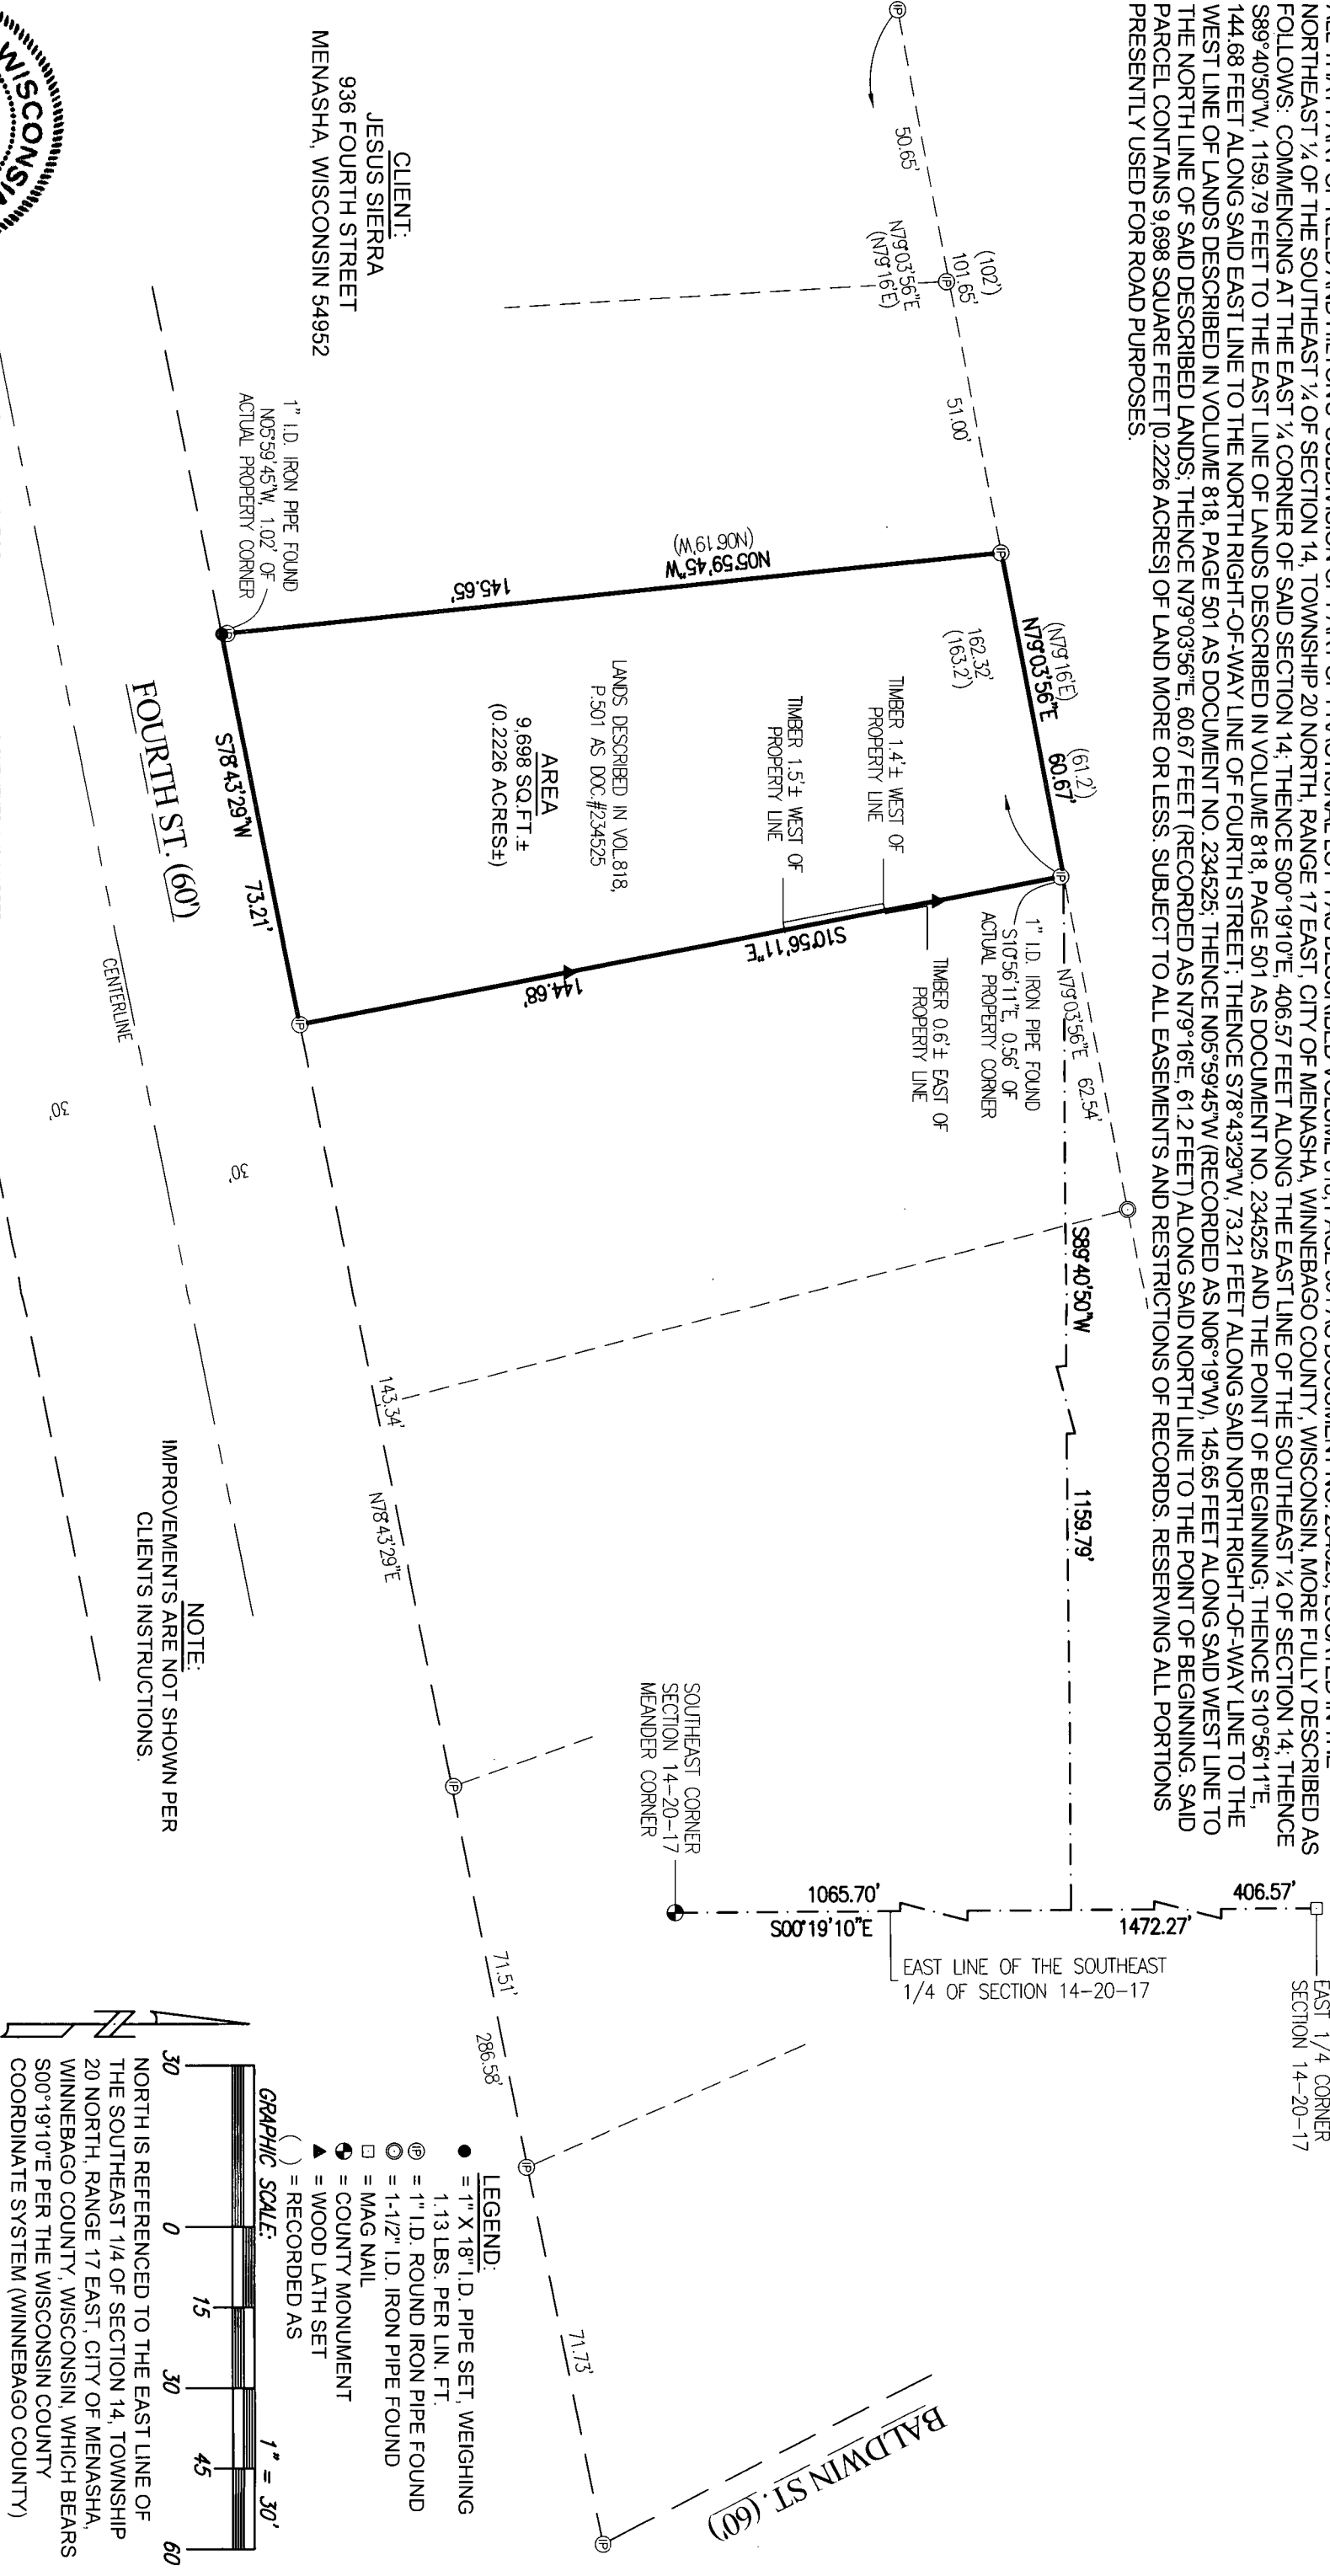 NORTHEAST ¼ OF THE SOUTHEAST ¼ OF SECTION 14, TOWNSHIP 20 NORTH, RANGE 17 EAST, CITY OF MENASHA, WINNEBAGO COUNTY, WISCONSIN, MORE FULLY DESCRIBED AS
FOLLOWS: COMMENCING AT THE EAST ¼ CORNER OF SAID SECTION 14; THENCE S00°19'10"E, 406.57 FEET ALONG THE EAST LINE OF THE SOUTHEAST ¼ OF SECTION 14; THENCE
S89°40'50"W, 1159.79 FEET TO THE EAST LINE OF LANDS DESCRIBED IN VOLUME 818, PAGE 501 AS DOCUMENT NO. 234525 AND THE POINT OF BEGINNING; THENCE S10°56'11"E,
144.68 FEET ALONG SAID EAST LINE TO THE NORTH RIGHT-OF-WAY LINE OF FOURTH STREET; THENCE S78°43'29"W, 73.21 FEET ALONG SAID NORTH RIGHT-OF-WAY LINE TO THE
WEST LINE OF LANDS DESCRIBED IN VOLUME 818, PAGE 501 AS DOCUMENT NO. 234525; THENCE N05°59'45"W (RECORDED AS N06°19'W), 145.65 FEET ALONG SAID WEST LINE TO
THE NORTH LINE OF SAID DESCRIBED LANDS; THENCE N79°03'56"E, 60.67 FEET (RECORDED AS N79°16'E, 61.2 FEET) ALONG SAID NORTH LINE TO THE POINT OF BEGINNING. SAID
PARCEL CONTAINS 9,698 SQUARE FEET [0.2226 ACRES] OF LAND MORE OR LESS. SUBJECT TO ALL EASEMENTS AND RESTRICTIONS OF RECORDS. RESERVING ALL PORTIONS
PRESENTLY USED FOR ROAD PURPOSES.
EAST 1/4 CORNER
SECTION 14-20-17
406.57'
1472.27'
1065.70'
S00°19'10"E
EAST LINE OF THE SOUTHEAST
1/4 OF SECTION 14-20-17
SOUTHEAST CORNER
SECTION 14-20-17
MEANDER CORNER
IP
50.65'
(102')
101.65'
N79°03'56"E
(N79°16'E)
IP
51.00'
IP
(N79°16'E)
N79°03'56"E
(61.2')
60.67'
162.32'
(163.2')
IP
N79°03'56"E
62.54'
S89°40'50"W
1159.79'
1" I.D. IRON PIPE FOUND
S10°56'11"E, 0.56' OF
ACTUAL PROPERTY CORNER
TIMBER 0.6'± EAST OF
PROPERTY LINE
TIMBER 1.4'± WEST OF
PROPERTY LINE
TIMBER 1.5'± WEST OF
PROPERTY LINE
N05°59'45"W
(N06°19'W)
145.65'
S10°56'11"E
144.68'
LANDS DESCRIBED IN VOL.818,
P.501 AS DOC.#234525
AREA
9,698 SQ.FT.±
(0.2226 ACRES±)
CLIENT:
JESUS SIERRA
936 FOURTH STREET
MENASHA, WISCONSIN 54952
1" I.D. IRON PIPE FOUND
N05°59'45"W, 1.02' OF
ACTUAL PROPERTY CORNER
IP
S78°43'29"W
73.21'
IP
143.34'
N78°43'29"E
IP
71.51'
286.58'
IP
71.73'
IP
FOURTH ST. (60')
CENTERLINE
30'
30'
BALDWIN ST. (60')
NOTE:
IMPROVEMENTS ARE NOT SHOWN PER
CLIENTS INSTRUCTIONS.
LEGEND:
= 1" X 18" I.D. PIPE SET, WEIGHING
1.13 LBS. PER LIN. FT.
IP = 1" I.D. ROUND IRON PIPE FOUND
= 1-1/2" I.D. IRON PIPE FOUND
= MAG NAIL
= COUNTY MONUMENT
= WOOD LATH SET
( ) = RECORDED AS
GRAPHIC SCALE: 1" = 30'
30 0 15 30 45 60
NORTH IS REFERENCED TO THE EAST LINE OF
THE SOUTHEAST 1/4 OF SECTION 14, TOWNSHIP
20 NORTH, RANGE 17 EAST, CITY OF MENASHA,
WINNEBAGO COUNTY, WISCONSIN, WHICH BEARS
S00°19'10"E PER THE WISCONSIN COUNTY
COORDINATE SYSTEM (WINNEBAGO COUNTY)
WISCONSIN